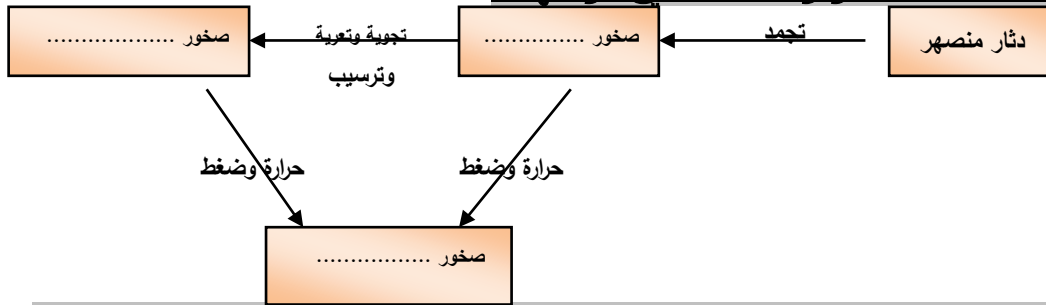 دثار منصهر
تجمد
صخور ...............
تجوية وتعرية
وترسيب
صخور ...................
حرارة وضغط
حرارة وضغط
صخور .................